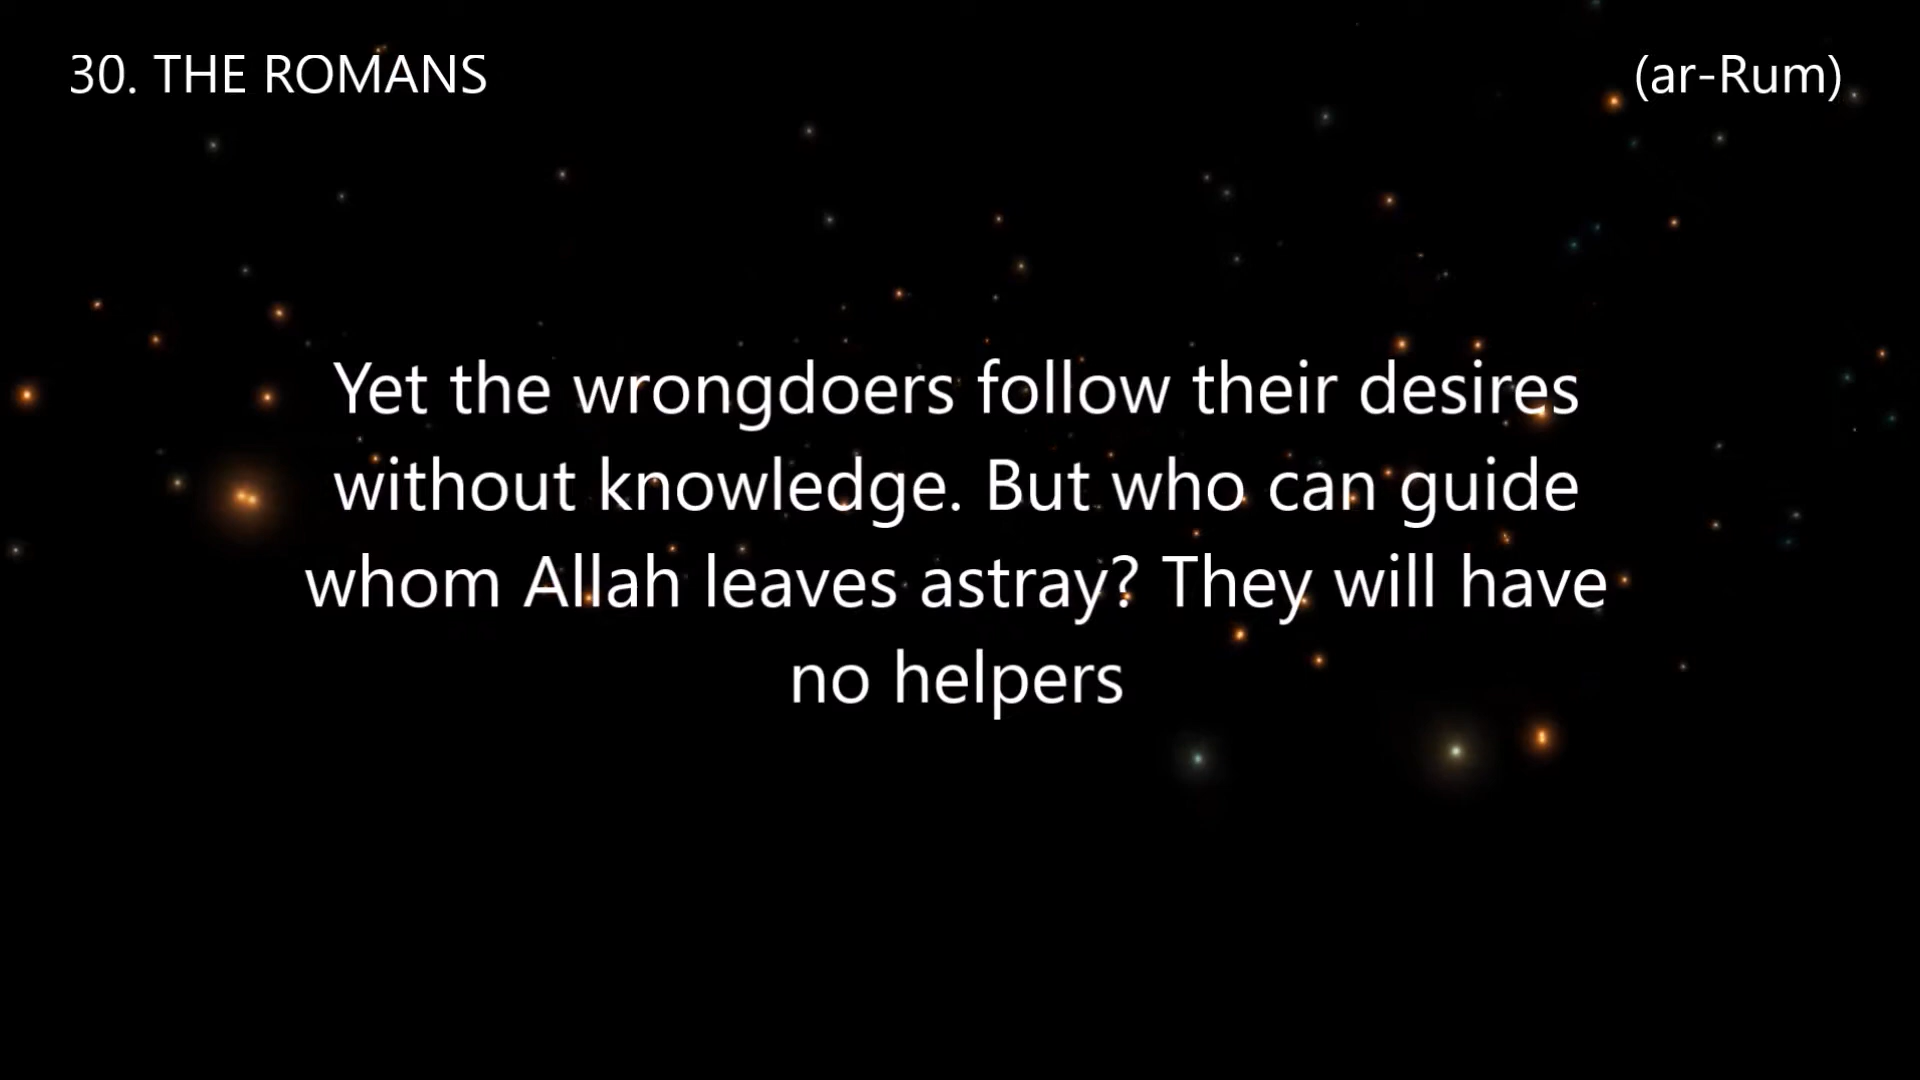 30. THE ROMANS
(ar-Rum)
Yet the wrongdoers follow their desires
without knowledge. But who can guide
whom Allah leaves astray? They will have
no helpers